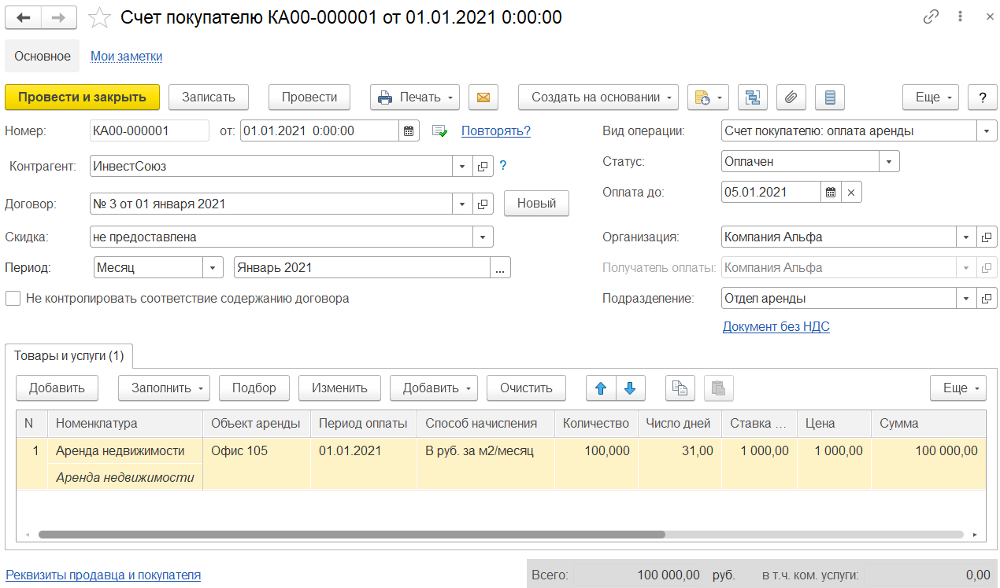 Счет покупателю КА00-000001 от 01.01.2021 0:00:00
Основное Мои заметки
Провести и закрыть Записать Провести Печать Создать на основании Еще ?
Номер: КА00-000001 от: 01.01.2021 0:00:00 Повторять? Вид операции: Счет покупателю: оплата аренды
Контрагент: ИнвестСоюз ? Статус: Оплачен
Оплата до: 05.01.2021
Договор: № 3 от 01 января 2021 Новый
Скидка: не предоставлена Организация: Компания Альфа
Период: Месяц Январь 2021 ... Получатель оплаты: Компания Альфа
Не контролировать соответствие содержанию договора Подразделение: Отдел аренды
Документ без НДС
Товары и услуги (1)
Добавить Заполнить Подбор Изменить Добавить Очистить Еще
N Номенклатура Объект аренды Период оплаты Способ начисления Количество Число дней Ставка ... Цена Сумма
1 Аренда недвижимости Офис 105 01.01.2021 В руб. за м2/месяц 100,000 31,00 1 000,00 1 000,00 100 000,00
Аренда недвижимости
Реквизиты продавца и покупателя Всего: 100 000,00 руб. в т.ч. ком. услуги: 0,00